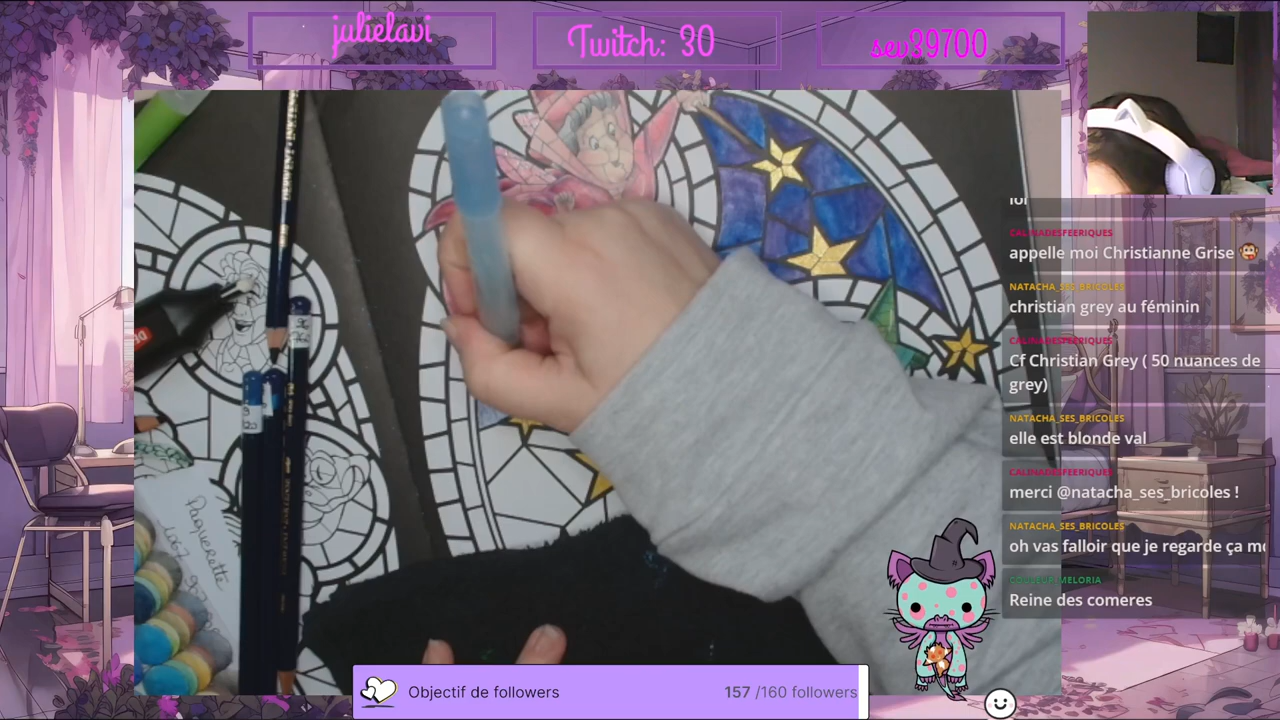 julielavi
Twitch: 30
sev39700
CALINADESFEERIQUES
appelle moi Christianne Grise
NATACHA_SES_BRICOLES
christian grey au féminin
CALINADESFEERIQUES
Cf Christian Grey ( 50 nuances de
grey)
NATACHA_SES_BRICOLES
elle est blonde val
CALINADESFEERIQUES
merci @natacha_ses_bricoles !
NATACHA_SES_BRICOLES
oh vas falloir que je regarde ça mo
COULEURIMELORIA
Reine des comeres
Paquerette
Objectif de followers
157 /160 followers